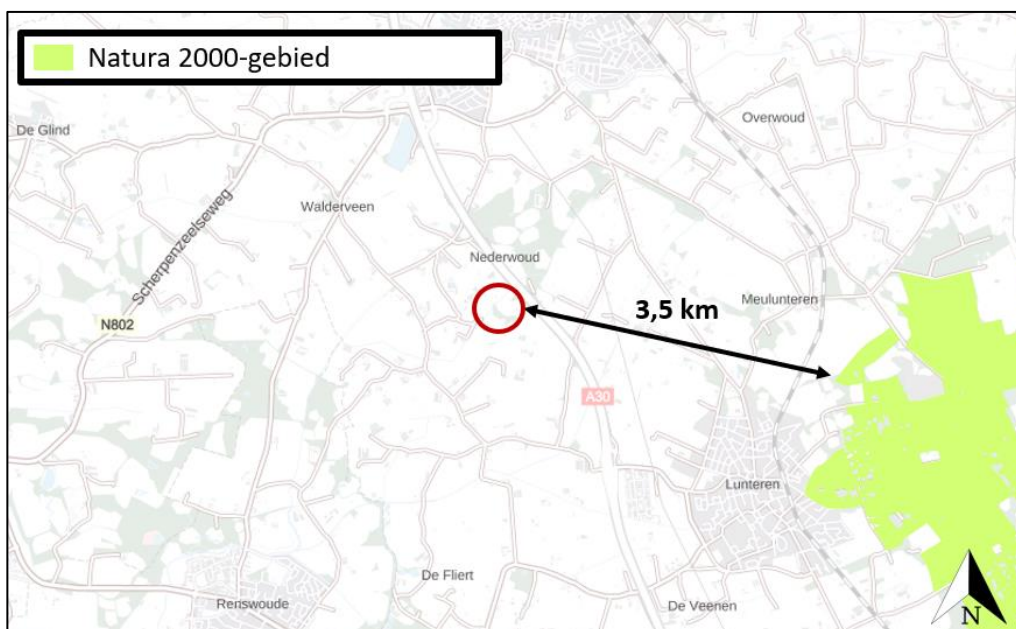 Natura 2000-gebied
De Glind
Overwoud
Walderveen
Scherpenzeelseweg
Nederwoud
Meulunteren
3,5 km
N802
A30
Lunteren
De Fliert
Renswoude
De Veenen
N